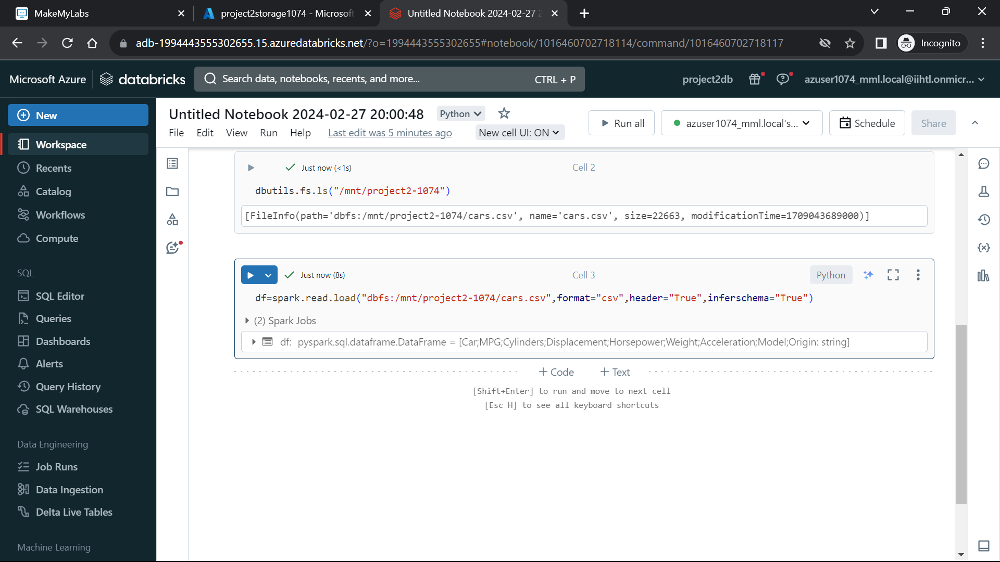 MakeMyLabs
project2storage1074 - Microsoft
Untitled Notebook 2024-02-27 2
adb-1994443555302655.15.azuredatabricks.net/?o=1994443555302655#notebook/1016460702718114/command/1016460702718117
Incognito
Microsoft Azure
databricks
Search data, notebooks, recents, and more...
CTRL + P
project2db
azuser1074_mml.local@iihtl.onmicr...
New
Workspace
Recents
Catalog
Workflows
Compute
SQL
SQL Editor
Queries
Dashboards
Alerts
Query History
SQL Warehouses
Data Engineering
Job Runs
Data Ingestion
Delta Live Tables
Machine Learning
Untitled Notebook 2024-02-27 20:00:48
Python
File Edit View Run Help
Last edit was 5 minutes ago
New cell UI: ON
Run all
azuser1074_mml.local's...
Schedule
Share
Just now (<1s)
Cell 2
dbutils.fs.ls("/mnt/project2-1074")
[FileInfo(path='dbfs:/mnt/project2-1074/cars.csv', name='cars.csv', size=22663, modificationTime=1709043689000)]
Just now (8s)
Cell 3
Python
df=spark.read.load("dbfs:/mnt/project2-1074/cars.csv",format="csv",header="True",inferschema="True")
(2) Spark Jobs
df: pyspark.sql.dataframe.DataFrame = [Car;MPG;Cylinders;Displacement;Horsepower;Weight;Acceleration;Model;Origin: string]
+ Code
+ Text
[Shift+Enter] to run and move to next cell
[Esc H] to see all keyboard shortcuts